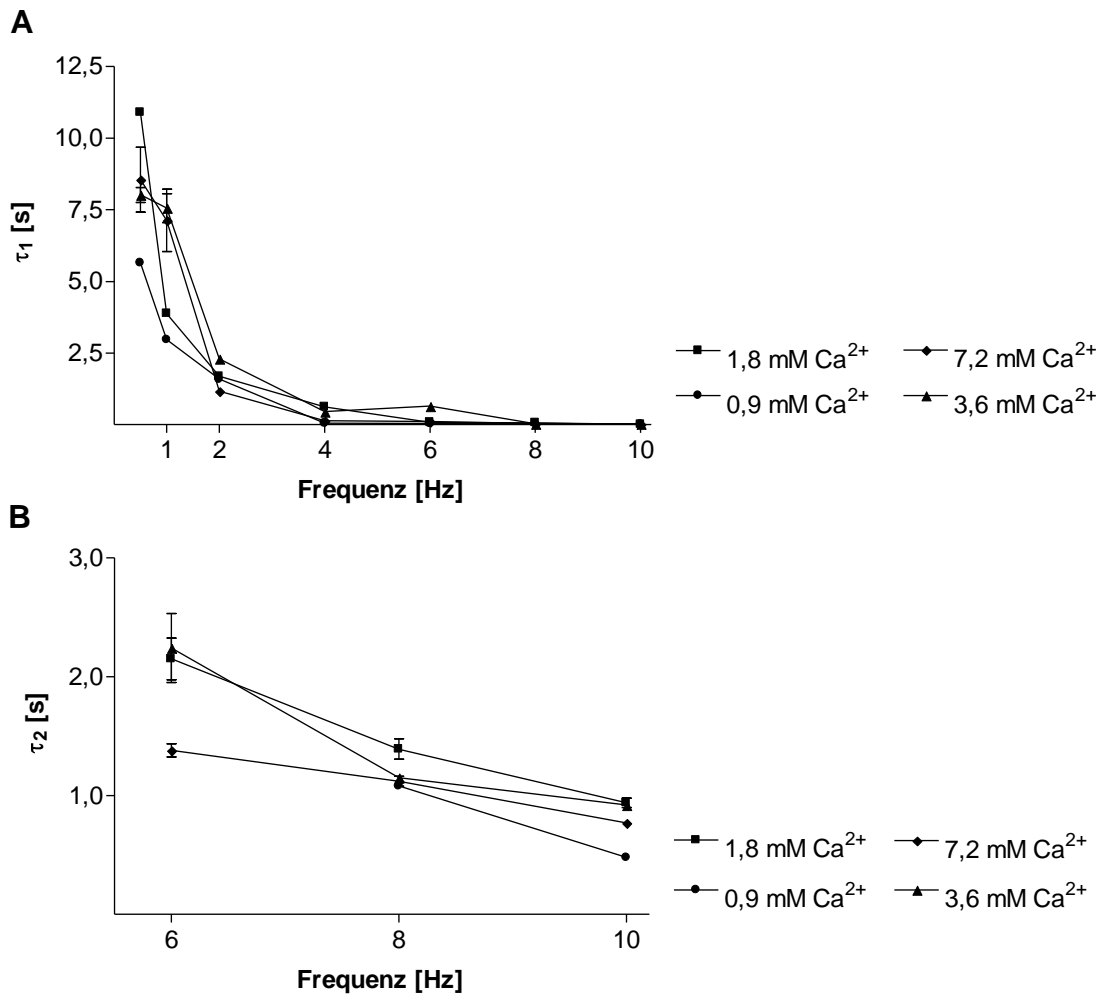 A
12,5
10,0
7,5
5,0
2,5
τ1 [s]
1 2 4 6 8 10
Frequenz [Hz]
1,8 mM Ca2+ 7,2 mM Ca2+
0,9 mM Ca2+ 3,6 mM Ca2+
B
3,0
2,0
1,0
τ2 [s]
6 8 10
Frequenz [Hz]
1,8 mM Ca2+ 7,2 mM Ca2+
0,9 mM Ca2+ 3,6 mM Ca2+